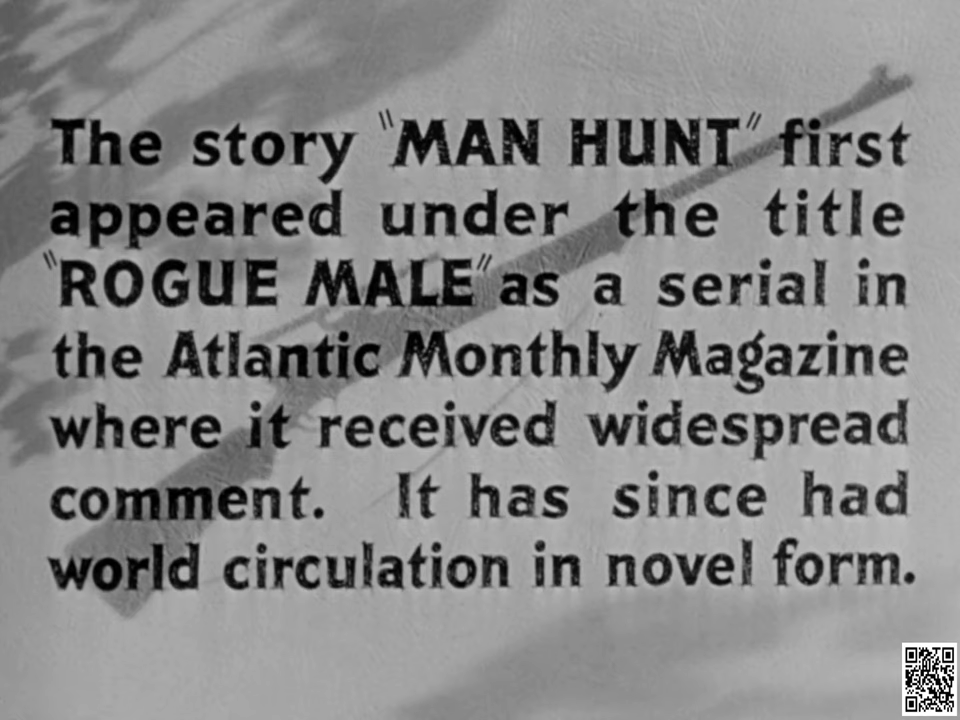 The story "MAN HUNT" first
appeared under the title
"ROGUE MALE" as a serial in
the Atlantic Monthly Magazine
where it received widespread
comment. It has since had
world circulation in novel form.